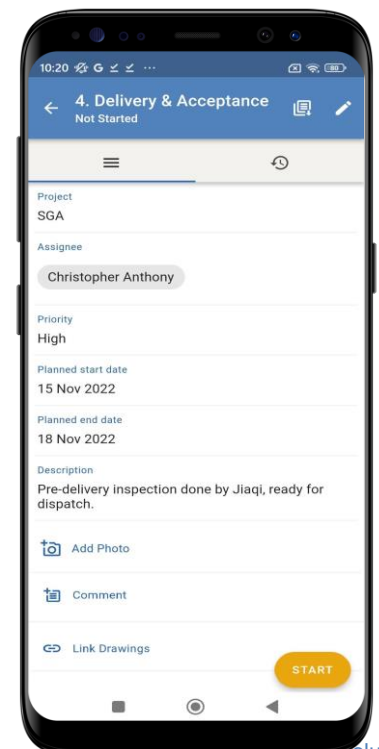 10:20 G ...
4. Delivery & Acceptance
Not Started
Project
SGA
Assignee
Christopher Anthony
Priority
High
Planned start date
15 Nov 2022
Planned end date
18 Nov 2022
Description
Pre-delivery inspection done by Jiaqi, ready for
dispatch.
Add Photo
Comment
Link Drawings
START